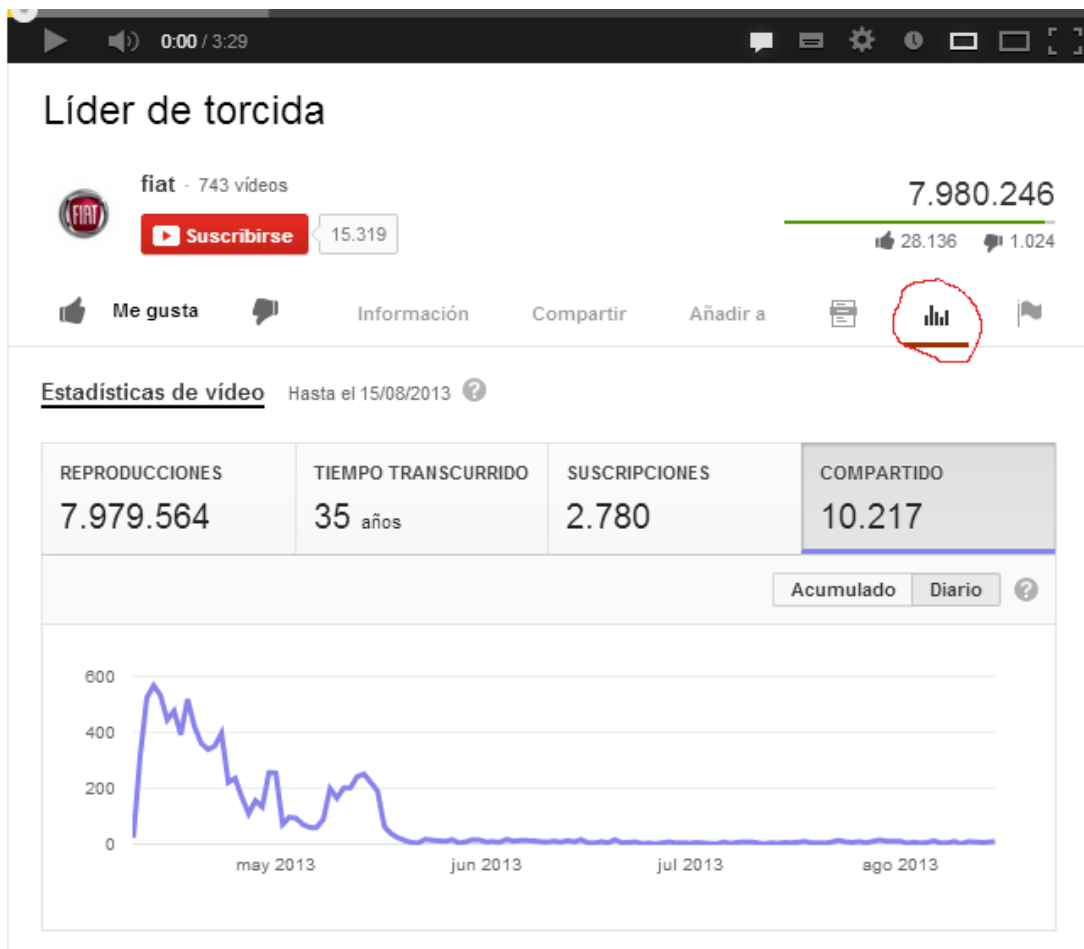 0:00 / 3:29
Líder de torcida
fiat · 743 vídeos
7.980.246
FIAT
Suscribirse 15.319
28.136 1.024
Me gusta Información Compartir Añadir a
Estadísticas de vídeo Hasta el 15/08/2013 ?
REPRODUCCIONES TIEMPO TRANSCURRIDO SUSCRIPCIONES COMPARTIDO
7.979.564 35 años 2.780 10.217
Acumulado Diario ?
600
400
200
0
may 2013 jun 2013 jul 2013 ago 2013